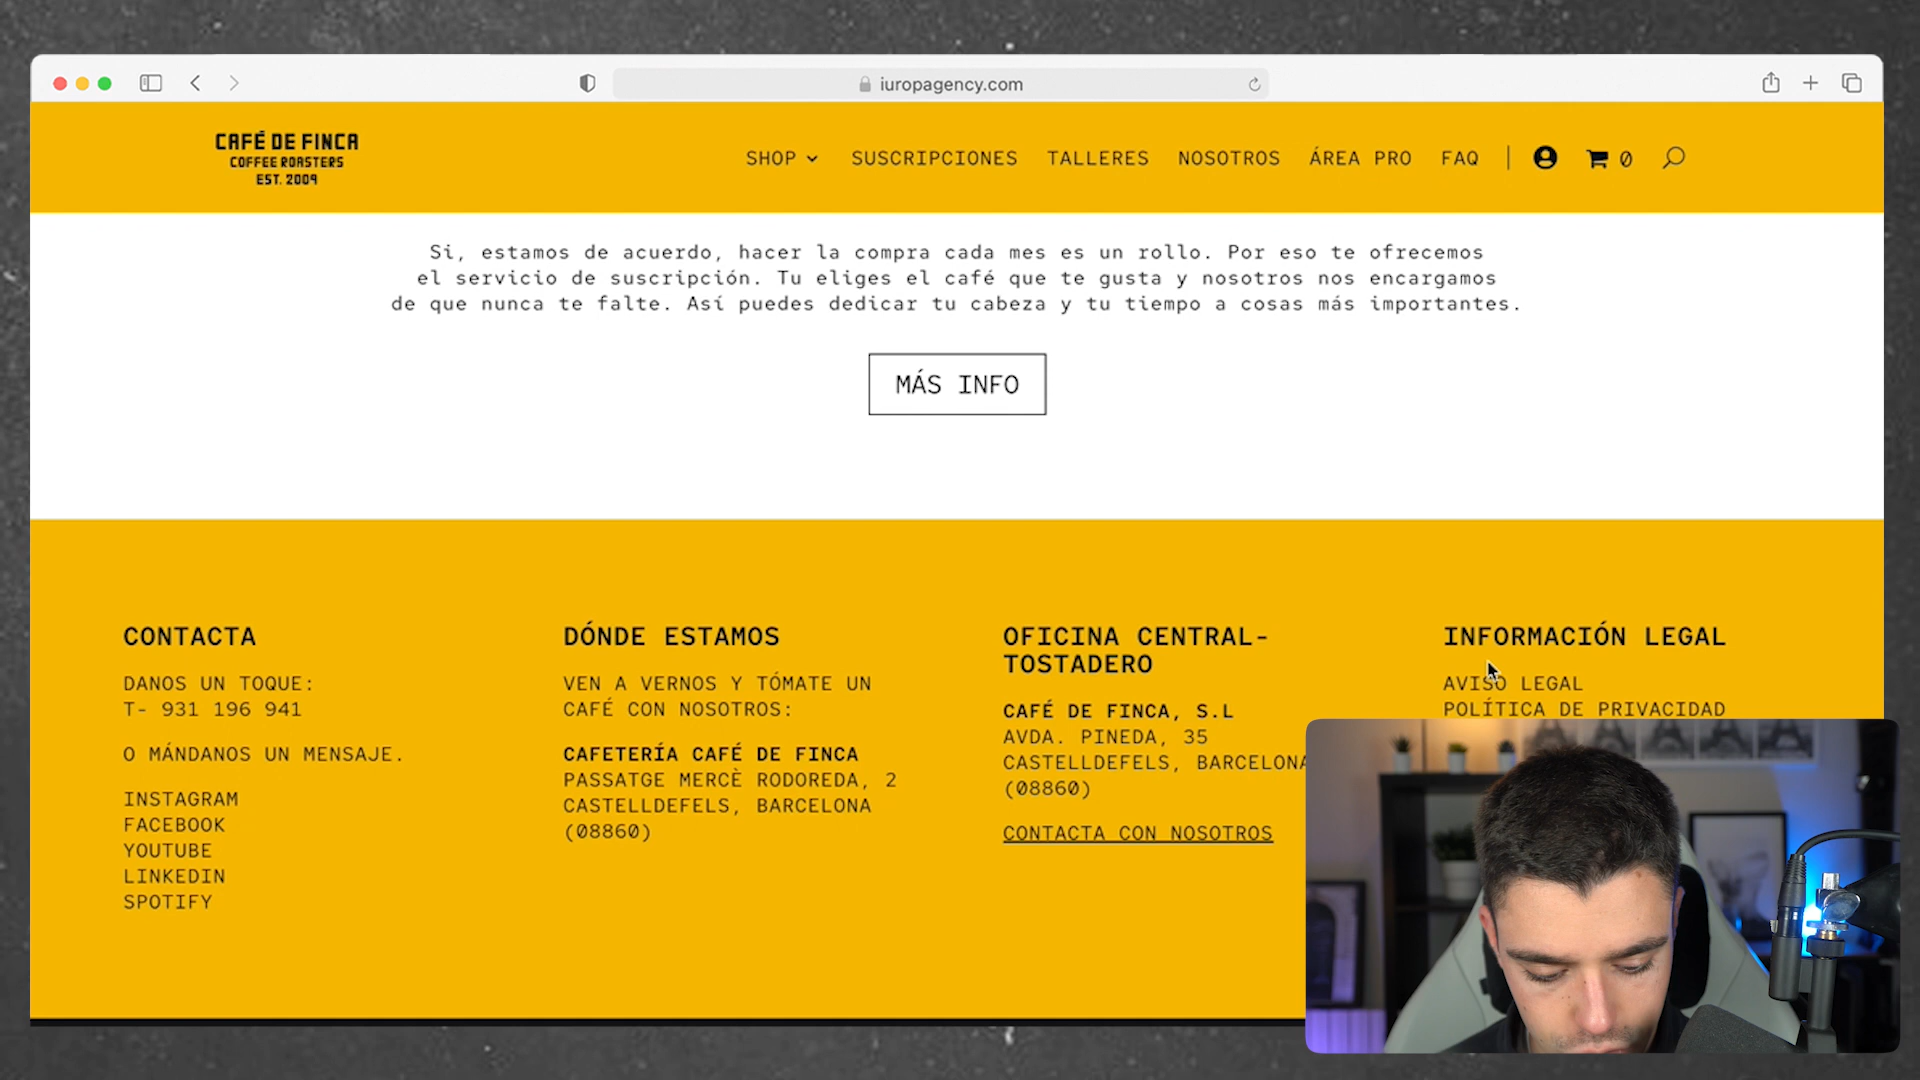 iuropagency.com
CAFÉ DE FINCA
COFFEE ROASTERS
EST. 2009
SHOP SUSCRIPCIONES TALLERES NOSOTROS ÁREA PRO FAQ | 0
Si, estamos de acuerdo, hacer la compra cada mes es un rollo. Por eso te ofrecemos
el servicio de suscripción. Tu eliges el café que te gusta y nosotros nos encargamos
de que nunca te falte. Así puedes dedicar tu cabeza y tu tiempo a cosas más importantes.
MÁS INFO
CONTACTA
DANOS UN TOQUE:
T- 931 196 941
O MÁNDANOS UN MENSAJE.
INSTAGRAM
FACEBOOK
YOUTUBE
LINKEDIN
SPOTIFY
DÓNDE ESTAMOS
VEN A VERNOS Y TÓMATE UN
CAFÉ CON NOSOTROS:
CAFETERÍA CAFÉ DE FINCA
PASSATGE MERCÈ RODOREDA, 2
CASTELLDEFELS, BARCELONA
(08860)
OFICINA CENTRAL-
TOSTADERO
CAFÉ DE FINCA, S.L
AVDA. PINEDA, 35
CASTELLDEFELS, BARCELONA
(08860)
CONTACTA CON NOSOTROS
INFORMACIÓN LEGAL
AVISO LEGAL
POLÍTICA DE PRIVACIDAD